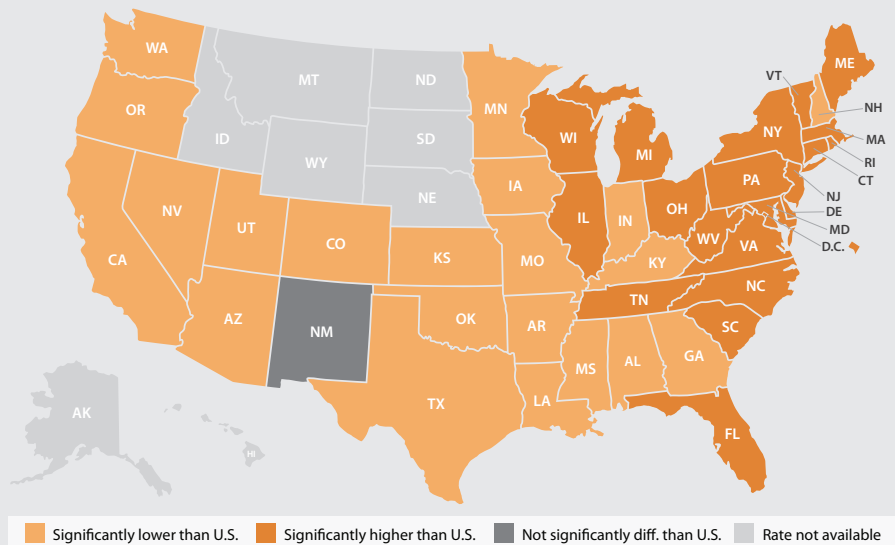 WA
MT
ND
MN
OR
ID
SD
WY
WI
MI
NY
VT
ME
NH
MA
RI
CT
NE
IA
PA
NJ
DE
MD
D.C.
NV
UT
CO
KS
MO
IL
IN
OH
WV
VA
KY
CA
AZ
NM
OK
AR
TN
NC
SC
MS
AL
GA
LA
TX
FL
AK
HI
Significantly lower than U.S.
Significantly higher than U.S.
Not significantly diff. than U.S.
Rate not available